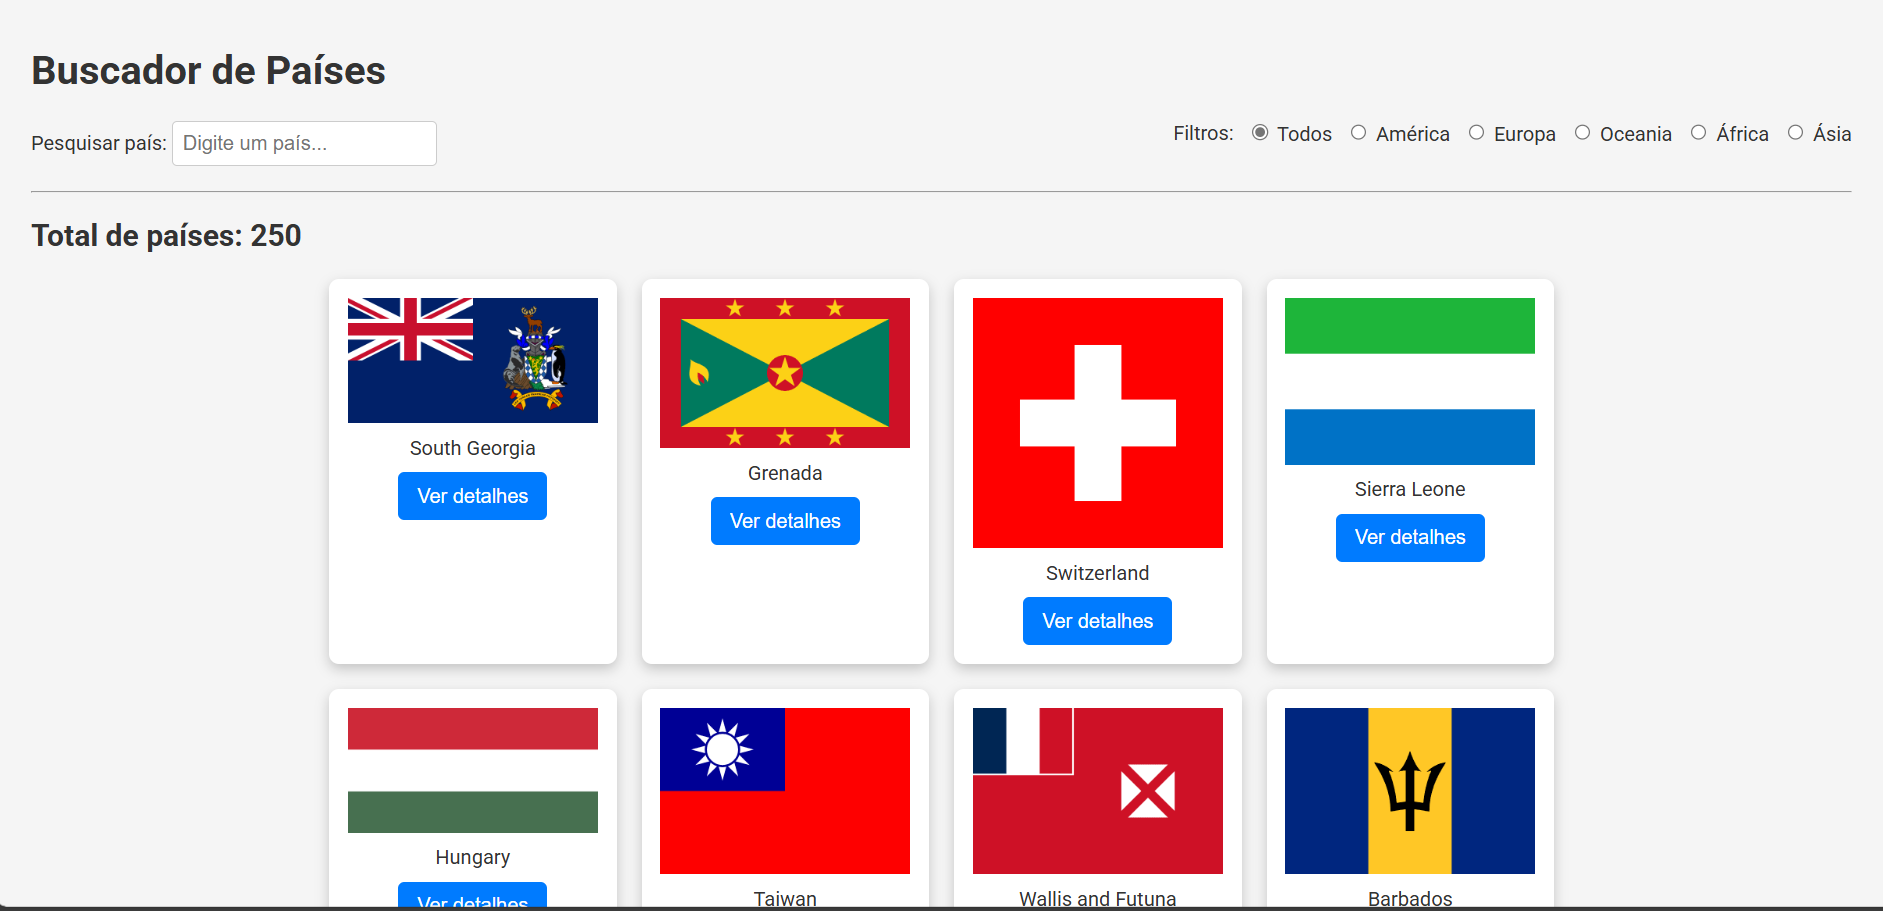 Buscador de Países
Pesquisar país: Digite um país...
Filtros: Todos América Europa Oceania África Ásia
Total de países: 250
South Georgia
Ver detalhes
Grenada
Ver detalhes
Switzerland
Ver detalhes
Sierra Leone
Ver detalhes
Hungary
Ver detalhes
Taiwan
Wallis and Futuna
Barbados